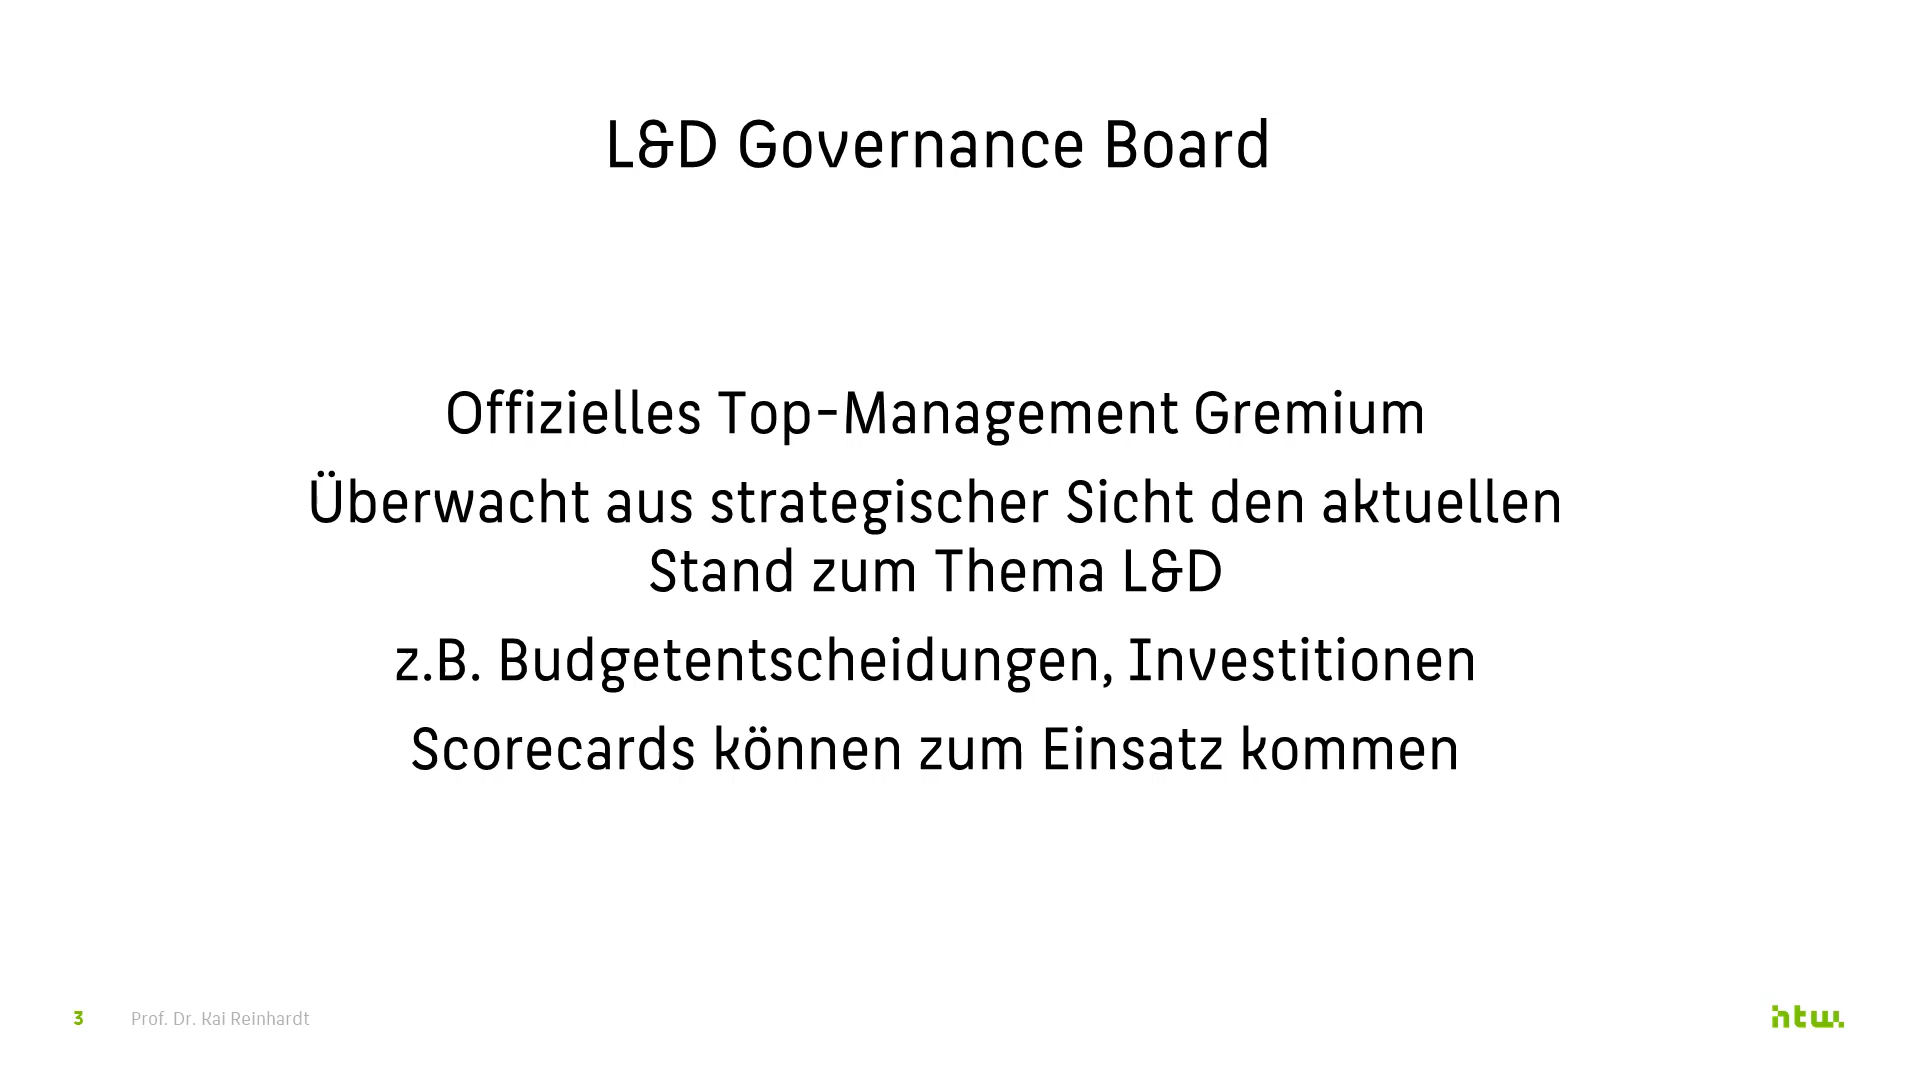 L&D Governance Board
Offizielles Top-Management Gremium
Überwacht aus strategischer Sicht den aktuellen
Stand zum Thema L&D
z.B. Budgetentscheidungen, Investitionen
Scorecards können zum Einsatz kommen
3 Prof. Dr. Kai Reinhardt
htw.